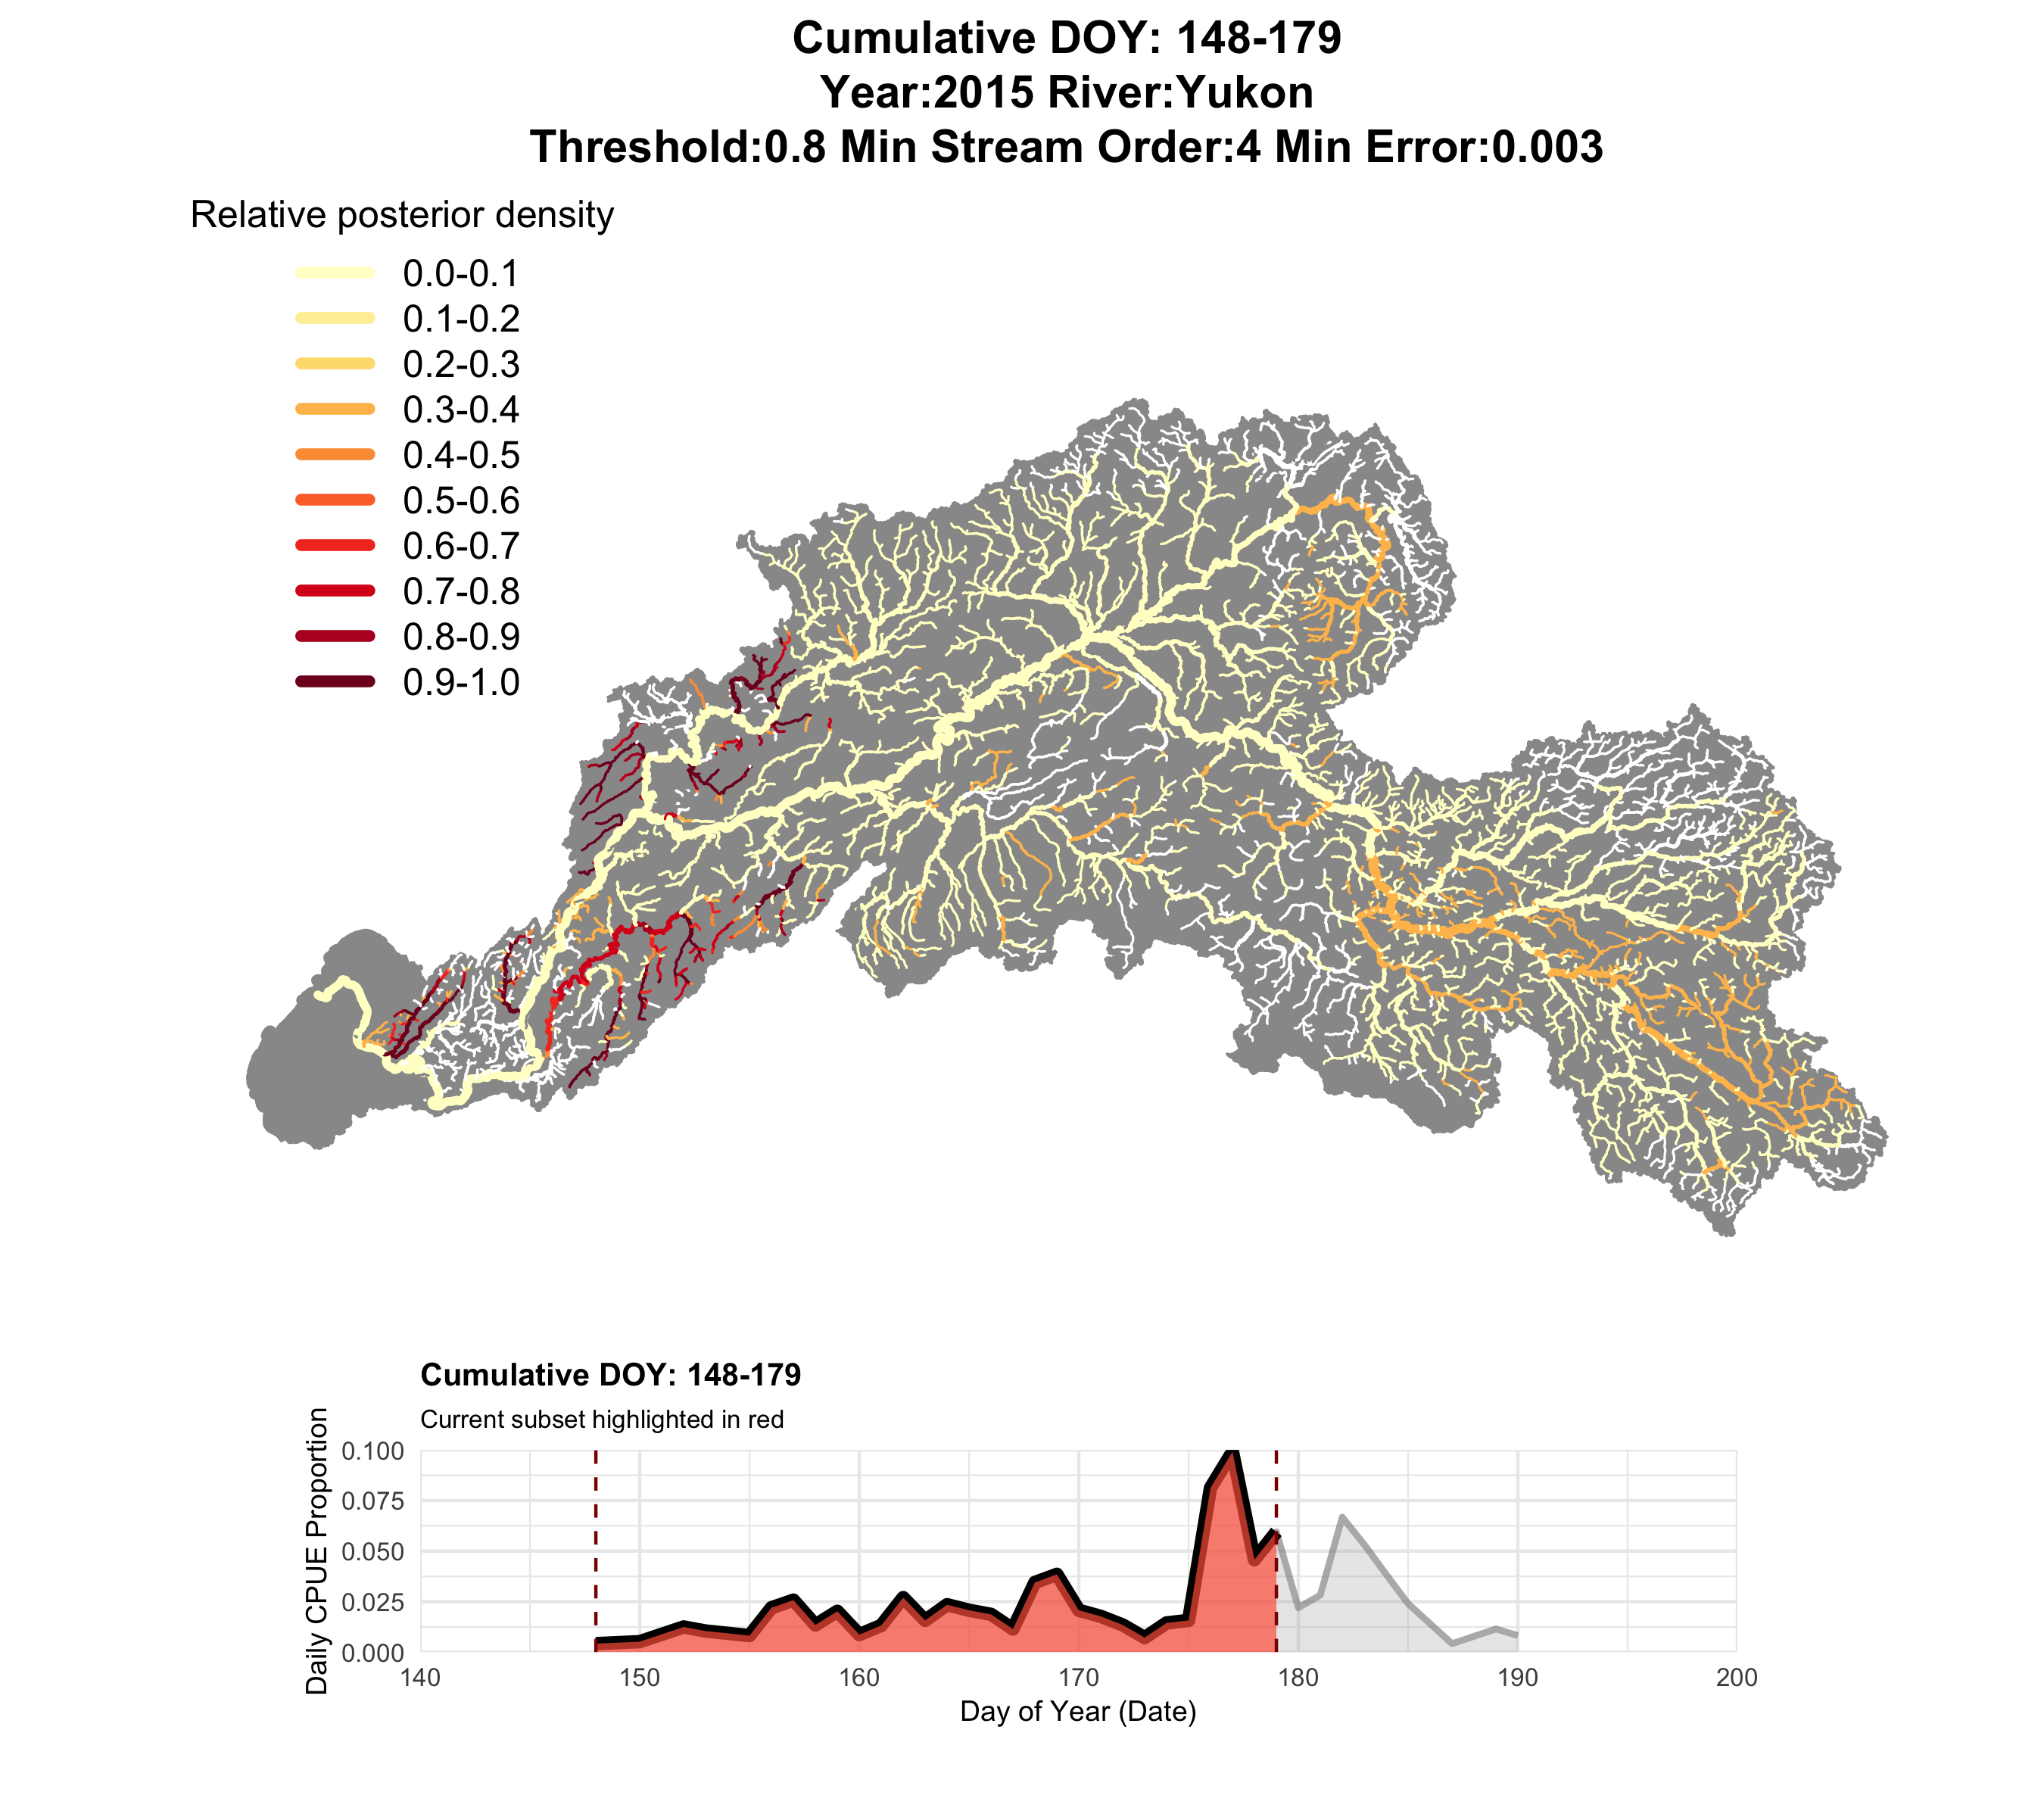 Cumulative DOY: 148-179
Year:2015 River:Yukon
Threshold:0.8 Min Stream Order:4 Min Error:0.003
Relative posterior density
0.0-0.1
0.1-0.2
0.2-0.3
0.3-0.4
0.4-0.5
0.5-0.6
0.6-0.7
0.7-0.8
0.8-0.9
0.9-1.0
Cumulative DOY: 148-179
Current subset highlighted in red
Daily CPUE Proportion
0.100
0.075
0.050
0.025
0.000
140 150 160 170 180 190 200
Day of Year (Date)